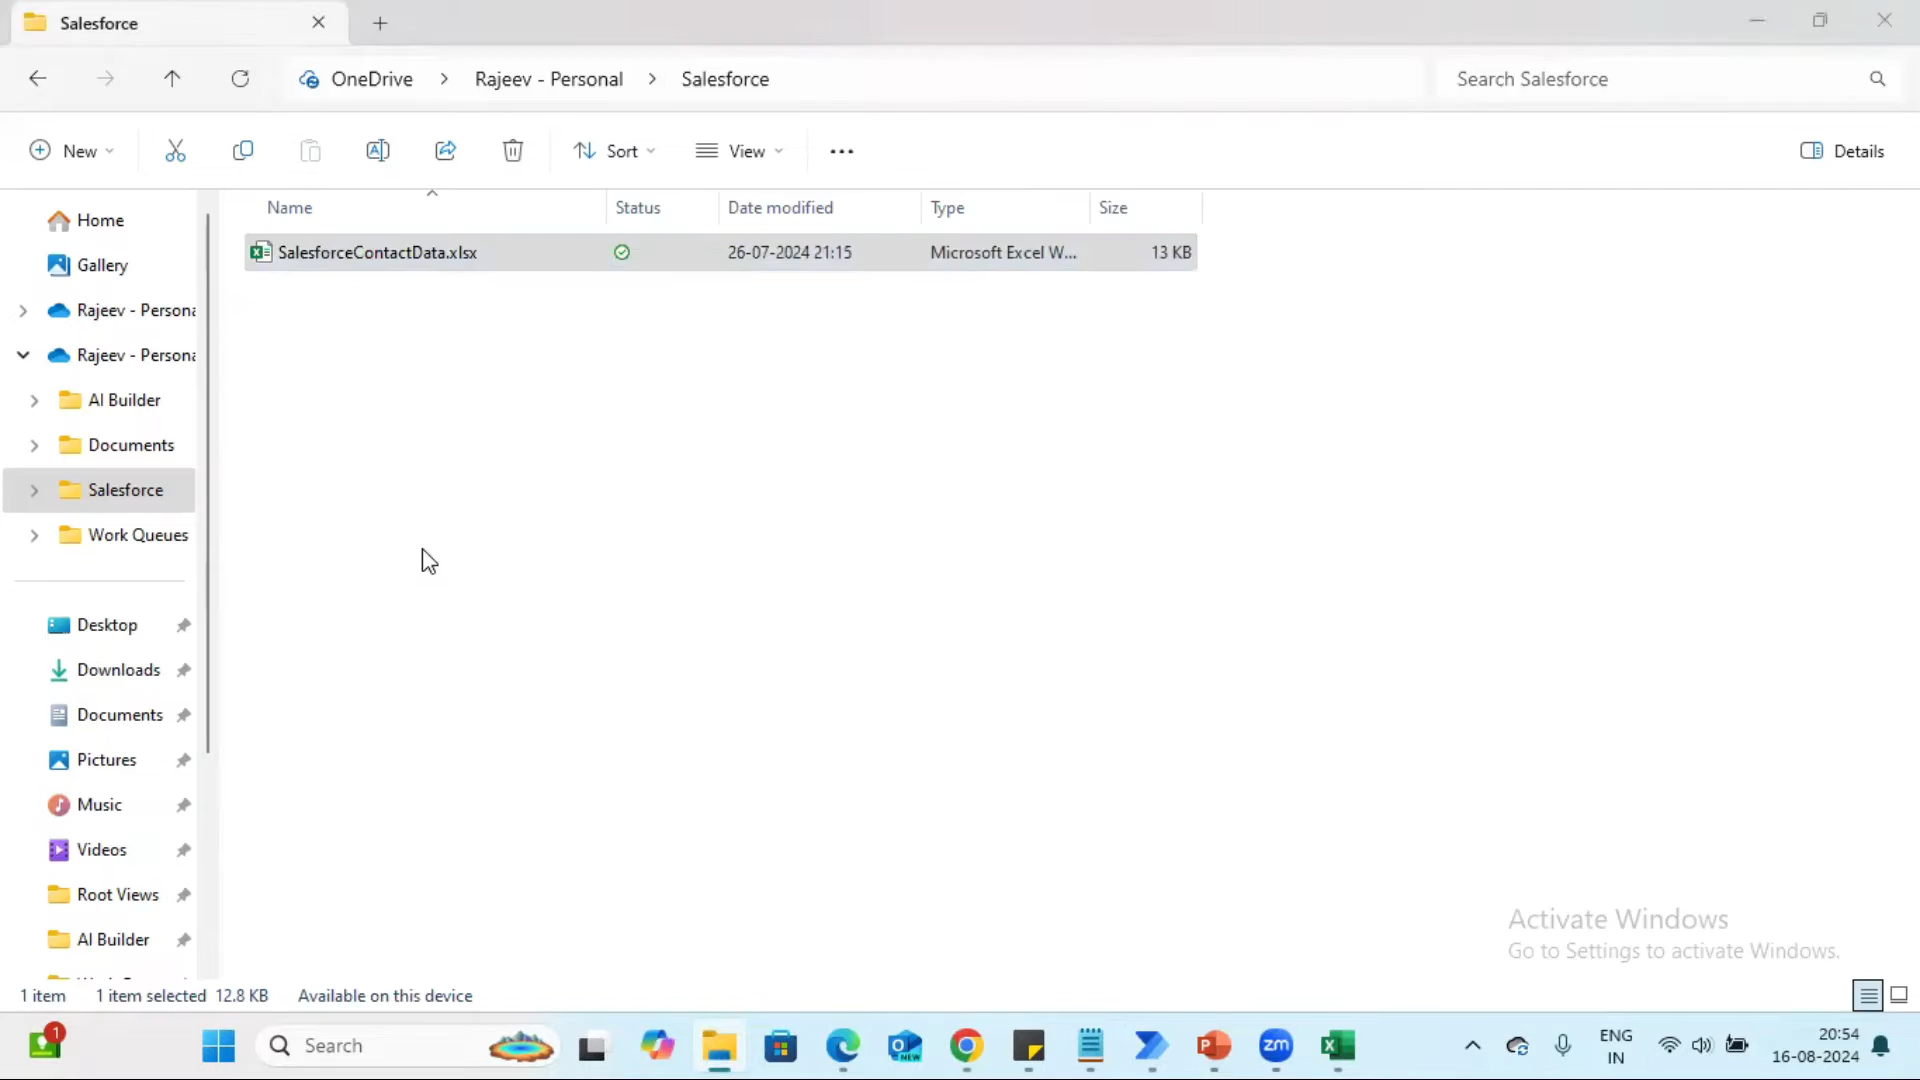 Salesforce
OneDrive > Rajeev - Personal > Salesforce
Search Salesforce
New
Sort
View
Details
Name Status Date modified Type Size
SalesforceContactData.xlsx 26-07-2024 21:15 Microsoft Excel W... 13 KB
Home
Gallery
Rajeev - Persona
Rajeev - Persona
AI Builder
Documents
Salesforce
Work Queues
Desktop
Downloads
Documents
Pictures
Music
Videos
Root Views
AI Builder
Activate Windows
Go to Settings to activate Windows.
1 item 1 item selected 12.8 KB Available on this device
1
Search
NEW
zm
ENG
IN
20:54
16-08-2024